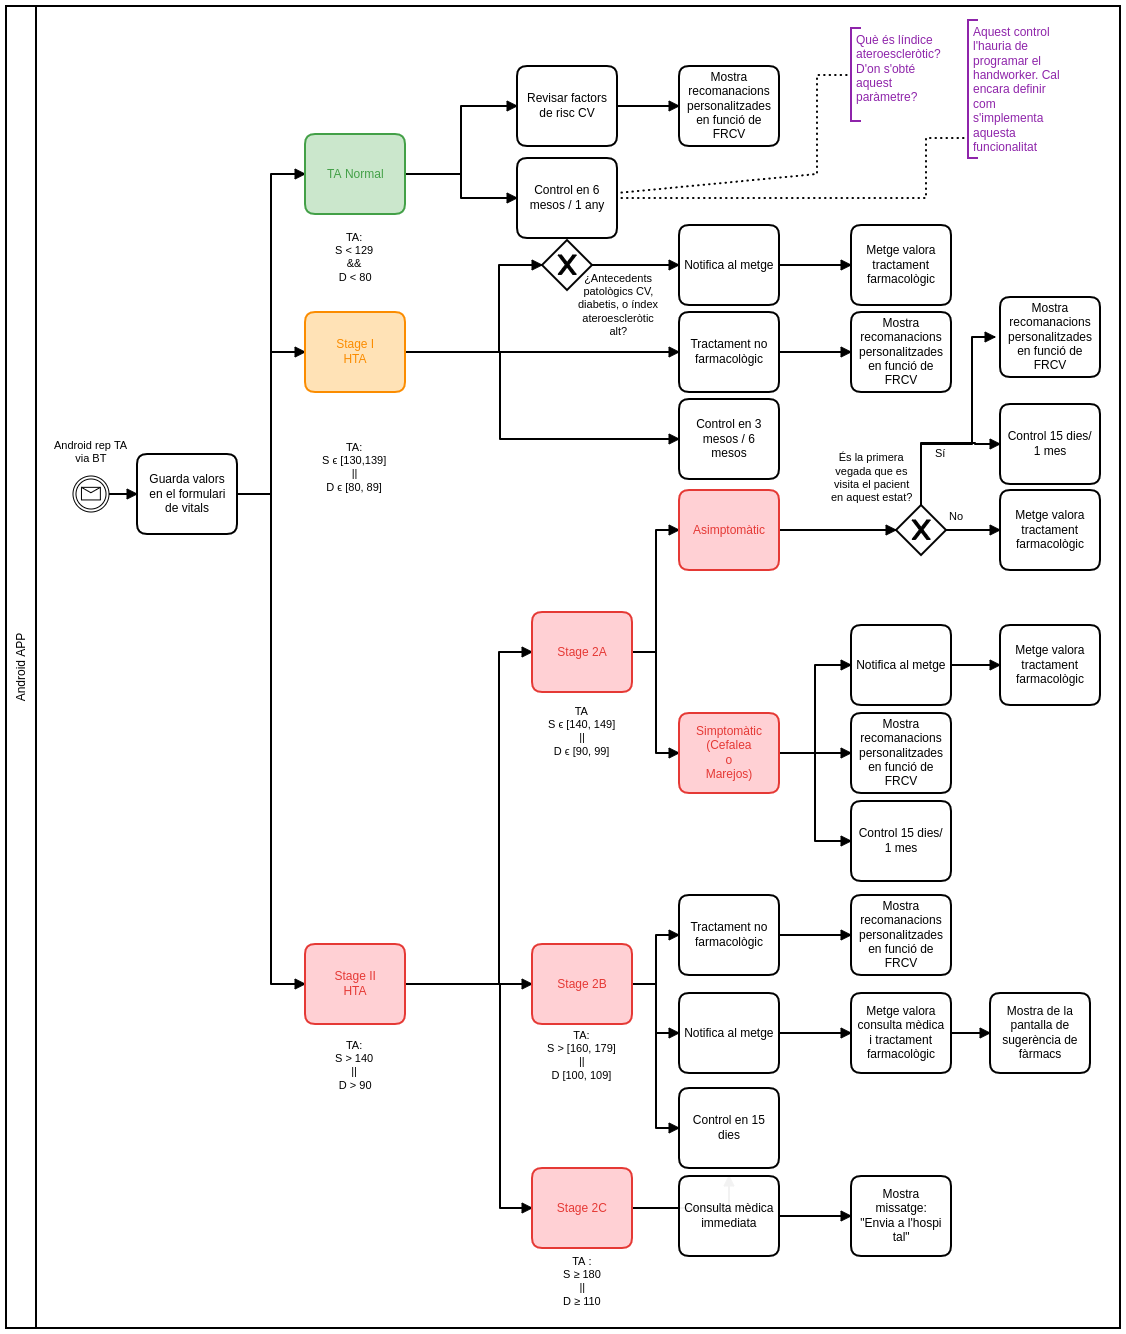 Android APP
Android rep TA
via BT
Guarda valors
en el formulari
de vitals
TA Normal
TA:
S < 129
&&
D < 80
Revisar factors
de risc CV
Mostra
recomanacions
personalitzades
en funció de
FRCV
Control en 6
mesos / 1 any
Què és líndice
ateroescleròtic?
D'on s'obté
aquest
paràmetre?
Aquest control
l'hauria de
programar el
handworker. Cal
encara definir
com
s'implementa
aquesta
funcionalitat
Stage I
HTA
TA:
S ϵ [130,139]
||
D ϵ [80, 89]
¿Antecedents
patològics CV,
diabetis, o índex
ateroescleròtic
alt?
Notifica al metge
Metge valora
tractament
farmacològic
Tractament no
farmacològic
Mostra
recomanacions
personalitzades
en funció de
FRCV
Control en 3
mesos / 6
mesos
Stage II
HTA
TA:
S > 140
||
D > 90
Stage 2A
TA
S ϵ [140, 149]
||
D ϵ [90, 99]
Asimptomàtic
És la primera
vegada que es
visita el pacient
en aquest estat?
Sí
No
Mostra
recomanacions
personalitzades
en funció de
FRCV
Control 15 dies/
1 mes
Metge valora
tractament
farmacològic
Simptomàtic
(Cefalea
o
Marejos)
Notifica al metge
Metge valora
tractament
farmacològic
Mostra
recomanacions
personalitzades
en funció de
FRCV
Control 15 dies/
1 mes
Stage 2B
TA:
S > [160, 179]
||
D [100, 109]
Tractament no
farmacològic
Mostra
recomanacions
personalitzades
en funció de
FRCV
Notifica al metge
Metge valora
consulta mèdica
i tractament
farmacològic
Mostra de la
pantalla de
sugerència de
fàrmacs
Control en 15
dies
Stage 2C
TA :
S ≥ 180
||
D ≥ 110
Consulta mèdica
immediata
Mostra
missatge:
"Envia a l'hospi
tal"